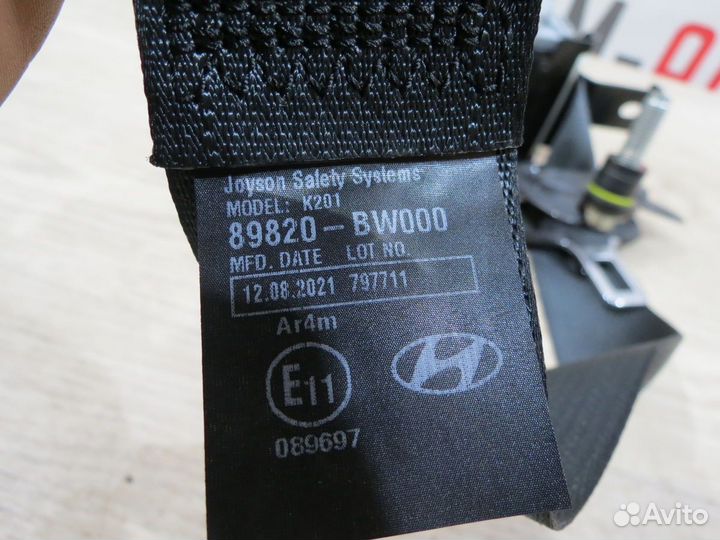 Joyson Safety Systems
MODEL: K201
89820-BW000
MFD. DATE LOT NO.
12.08.2021 797711
Ar4m
E11
089697
Avito